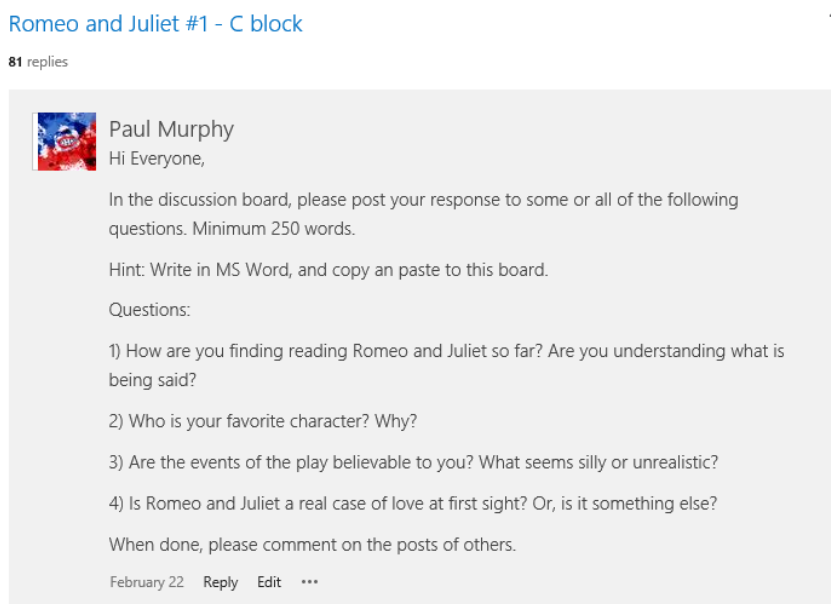 Romeo and Juliet #1 - C block
81 replies
Paul Murphy
Hi Everyone,
In the discussion board, please post your response to some or all of the following
questions. Minimum 250 words.
Hint: Write in MS Word, and copy an paste to this board.
Questions:
1) How are you finding reading Romeo and Juliet so far? Are you understanding what is
being said?
2) Who is your favorite character? Why?
3) Are the events of the play believable to you? What seems silly or unrealistic?
4) Is Romeo and Juliet a real case of love at first sight? Or, is it something else?
When done, please comment on the posts of others.
February 22 Reply Edit ···